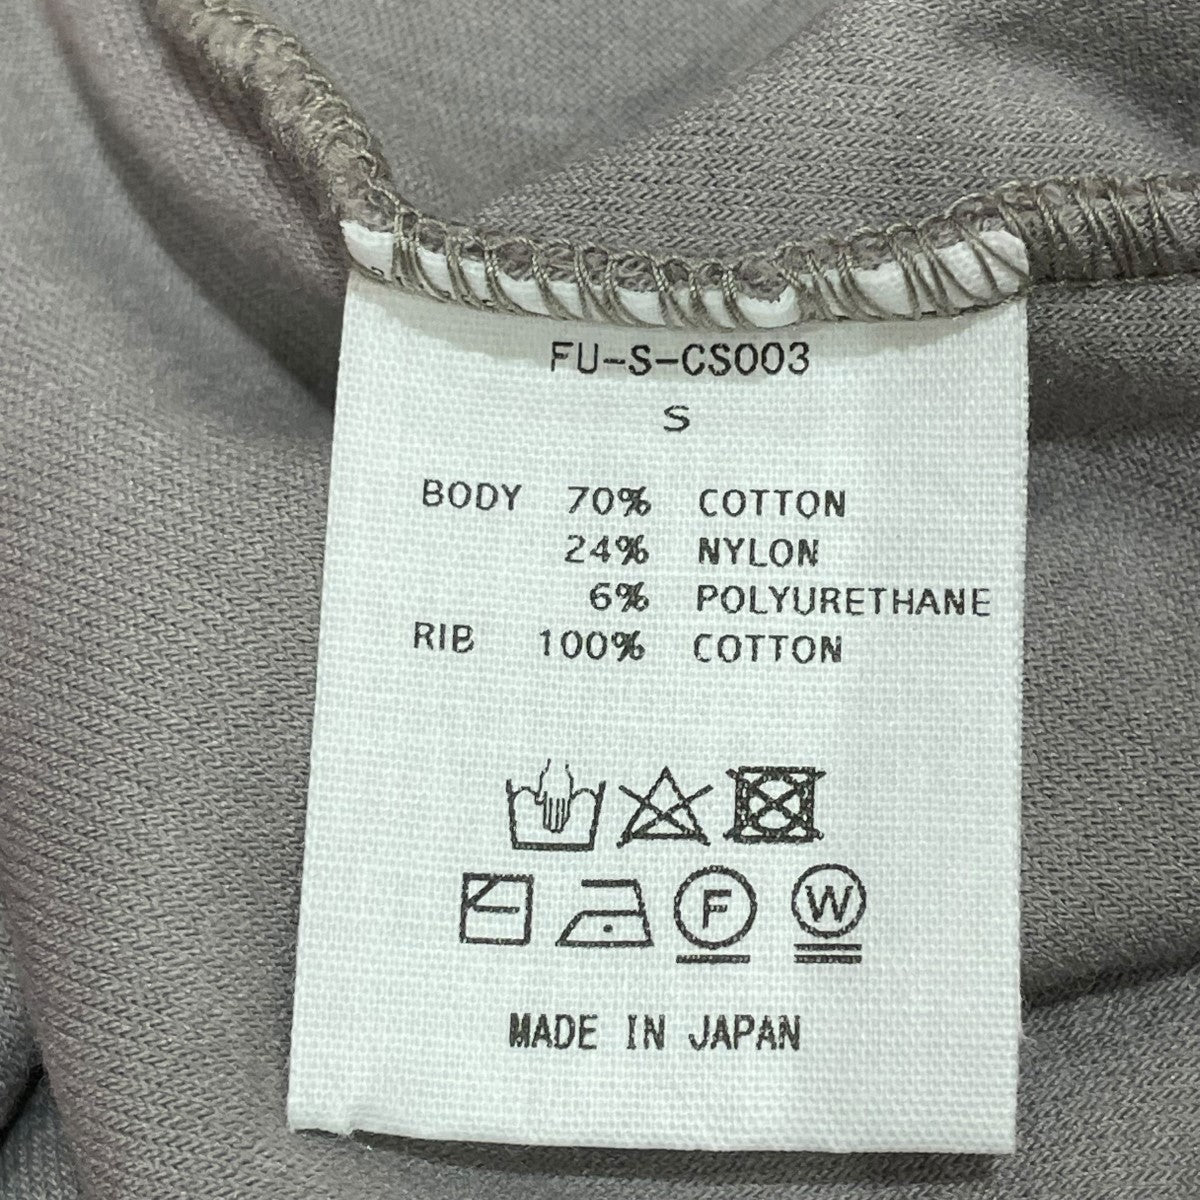 FU-S-CS003
S
BODY 70% COTTON
24% NYLON
6% POLYURETHANE
RIB 100% COTTON
F W
MADE IN JAPAN